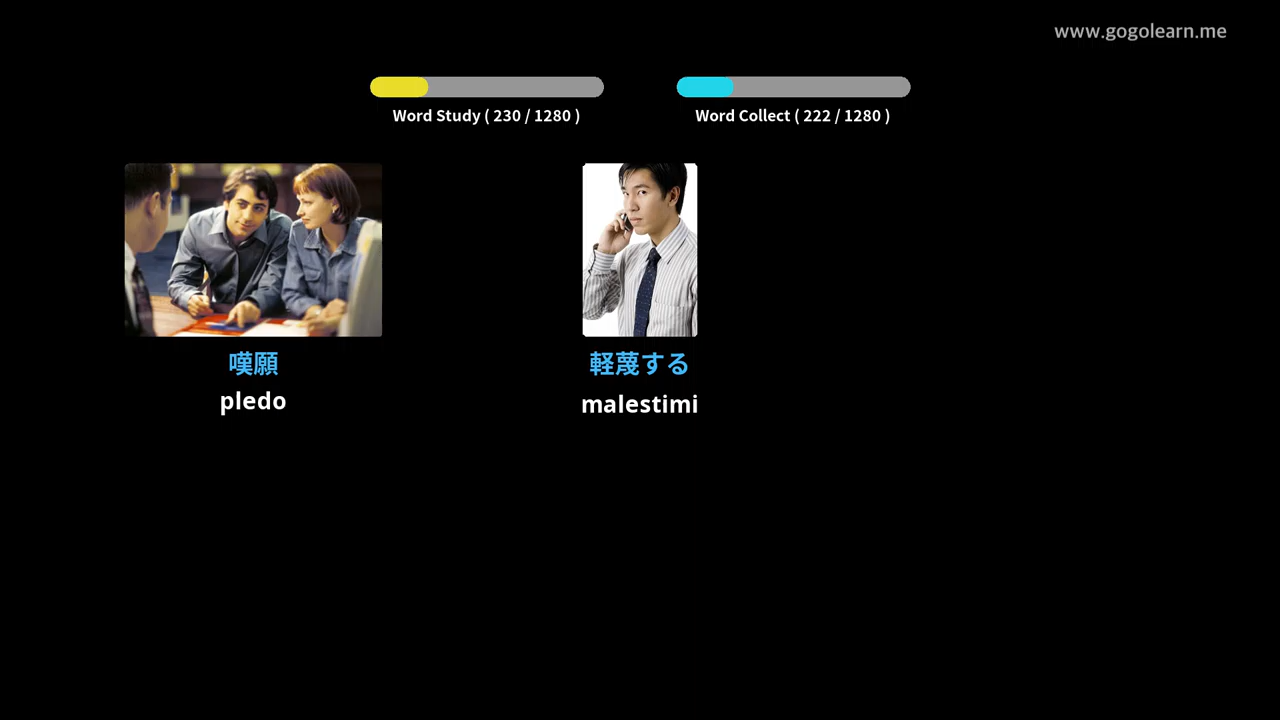 www.gogolearn.me
Word Study ( 230 / 1280 )
Word Collect ( 222 / 1280 )
嘆願
pledo
軽蔑する
malestimi